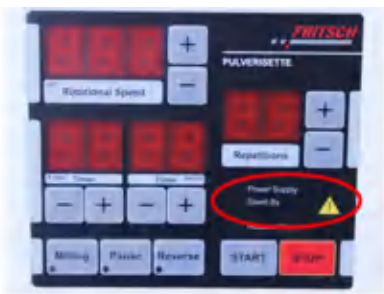 FRITSCH
PULVERISETTE
+
Rotational Speed
−
+
Repetitions
−
Power Supply
Stand By
− + − +
Milling Pause Reverse START STOP